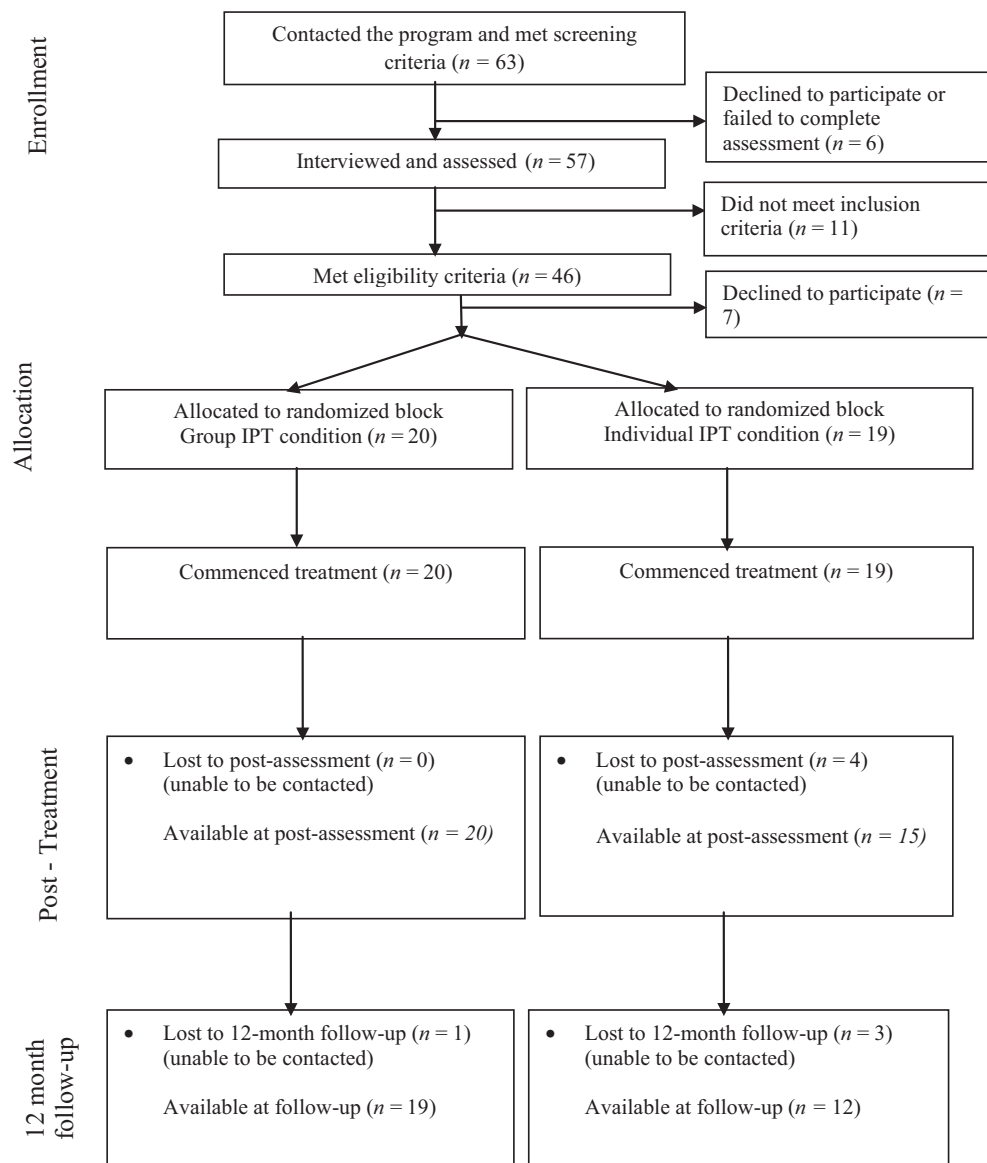 Enrollment
Contacted the program and met screening
criteria (n = 63)
Declined to participate or
failed to complete
assessment (n = 6)
Interviewed and assessed (n = 57)
Did not meet inclusion
criteria (n = 11)
Met eligibility criteria (n = 46)
Declined to participate (n =
7)
Allocation
Allocated to randomized block
Group IPT condition (n = 20)
Allocated to randomized block
Individual IPT condition (n = 19)
Commenced treatment (n = 20)
Commenced treatment (n = 19)
Post - Treatment
• Lost to post-assessment (n = 0)
(unable to be contacted)
Available at post-assessment (n = 20)
• Lost to post-assessment (n = 4)
(unable to be contacted)
Available at post-assessment (n = 15)
12 month
follow-up
• Lost to 12-month follow-up (n = 1)
(unable to be contacted)
Available at follow-up (n = 19)
• Lost to 12-month follow-up (n = 3)
(unable to be contacted)
Available at follow-up (n = 12)